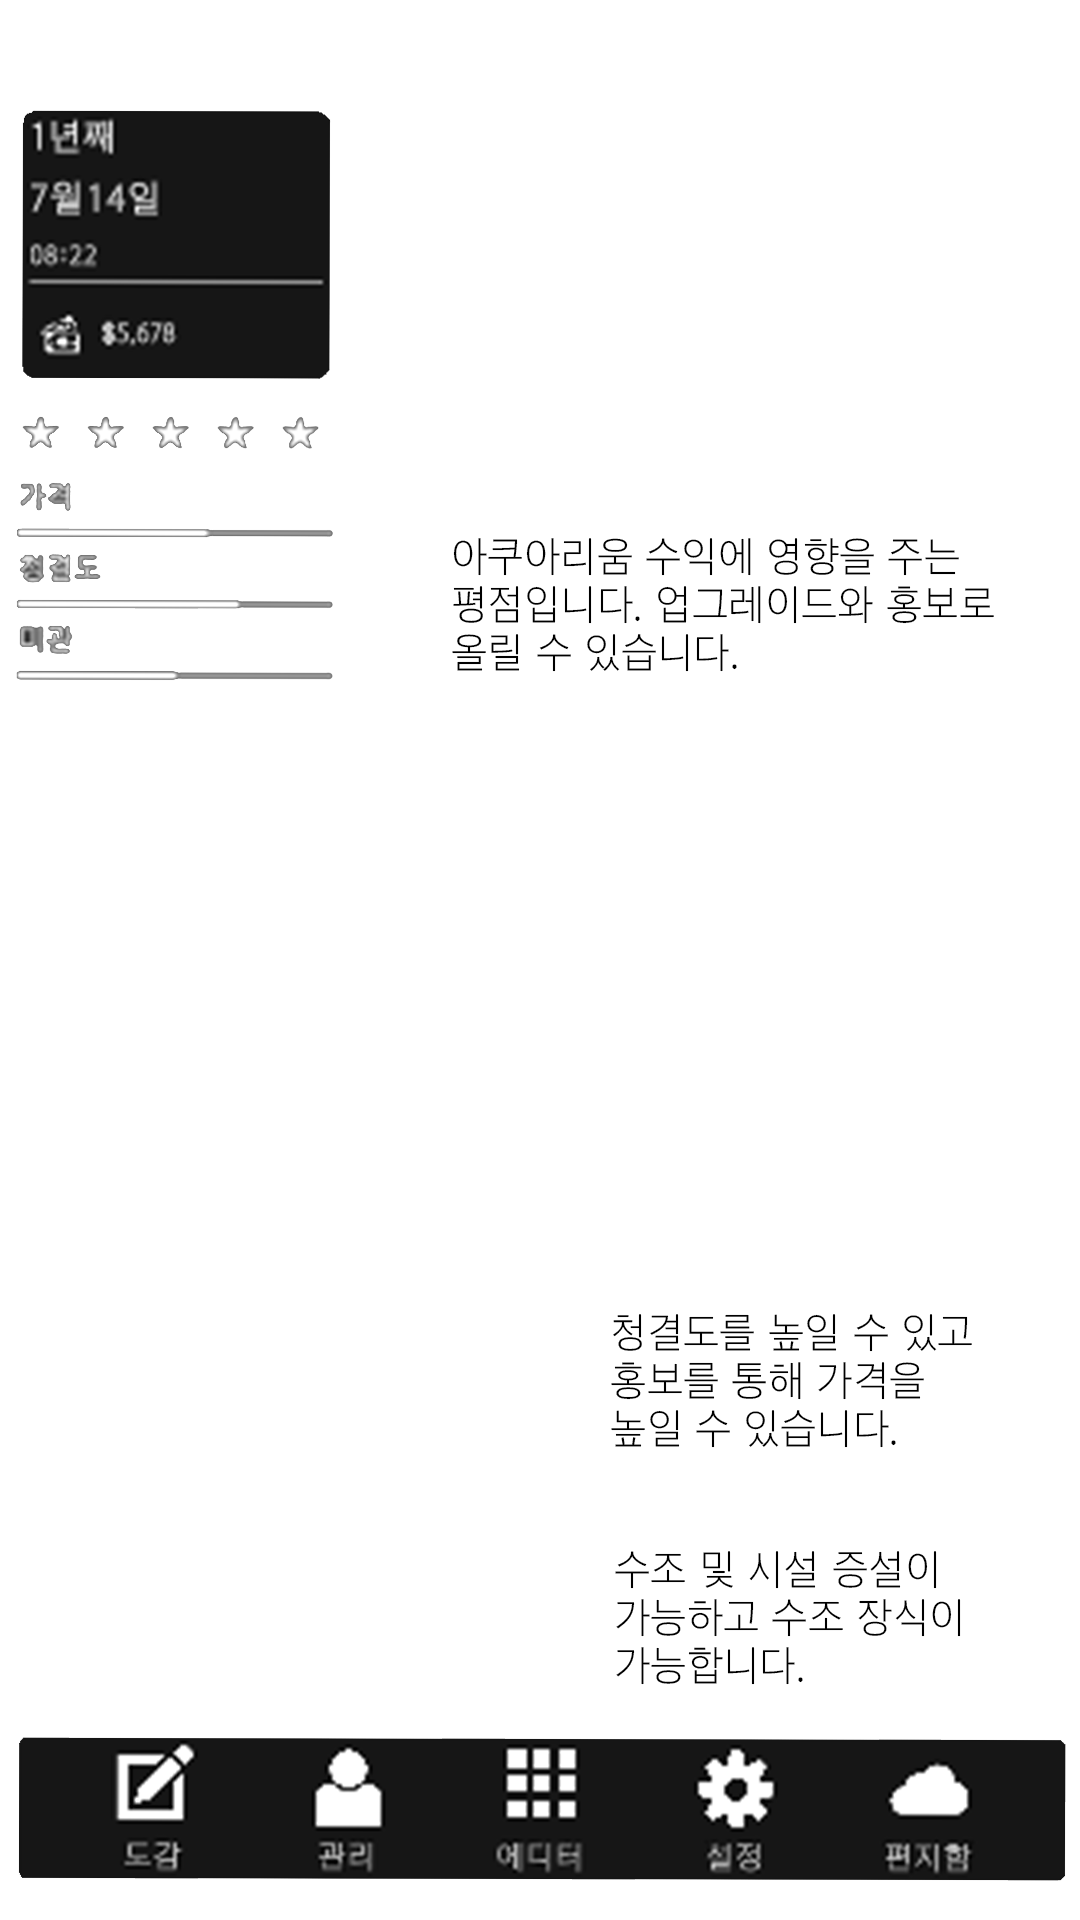 1년째
7월14일
08:22
$5,678
가격
청결도
미관
아쿠아리움 수익에 영향을 주는
평점입니다. 업그레이드와 홍보로
올릴 수 있습니다.
청결도를 높일 수 있고
홍보를 통해 가격을
높일 수 있습니다.
수조 및 시설 증설이
가능하고 수조 장식이
가능합니다.
도감
관리
에디터
설정
편지함